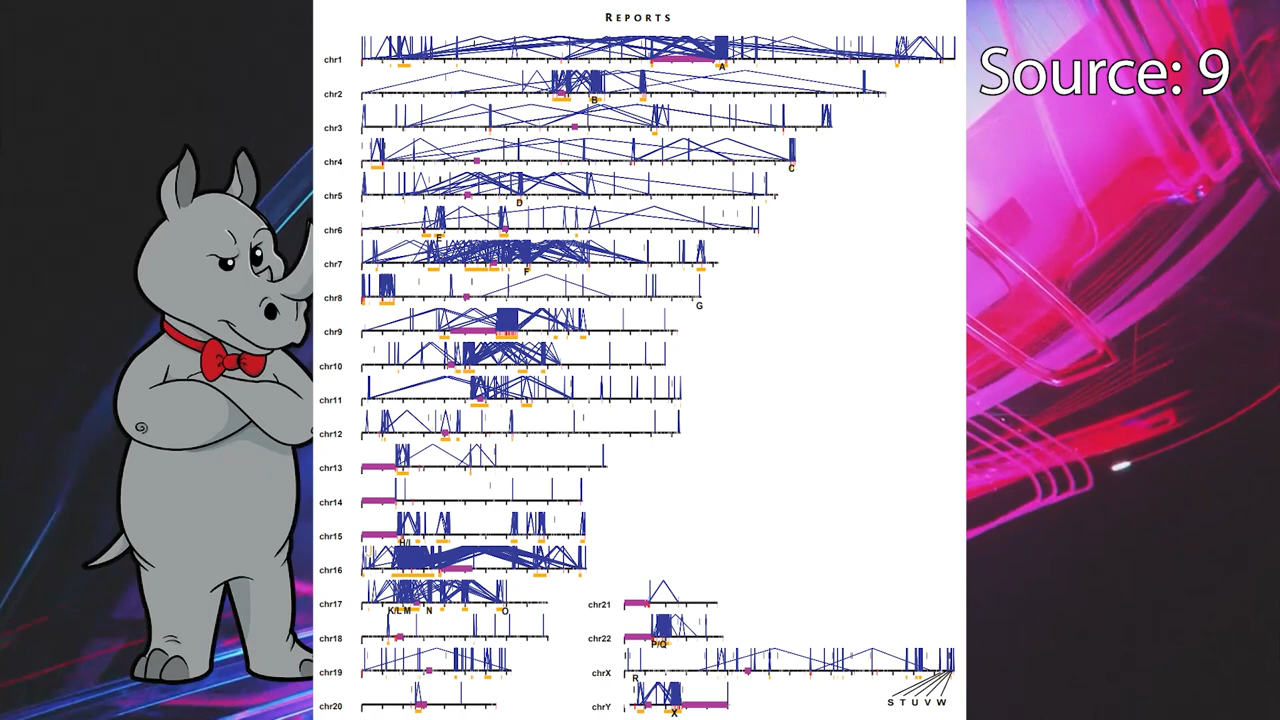 REPORTS
Source: 9
chr1
A
chr2
B
chr3
chr4
C
chr5
D
chr6
E
chr7
F
chr8
G
chr9
chr10
chr11
chr12
chr13
chr14
chr15
H/I
chr16
J
chr17
K/L M N O
chr21
chr18
chr22
P/Q
chr19
chrX
R
S T U V W
chr20
chrY
X